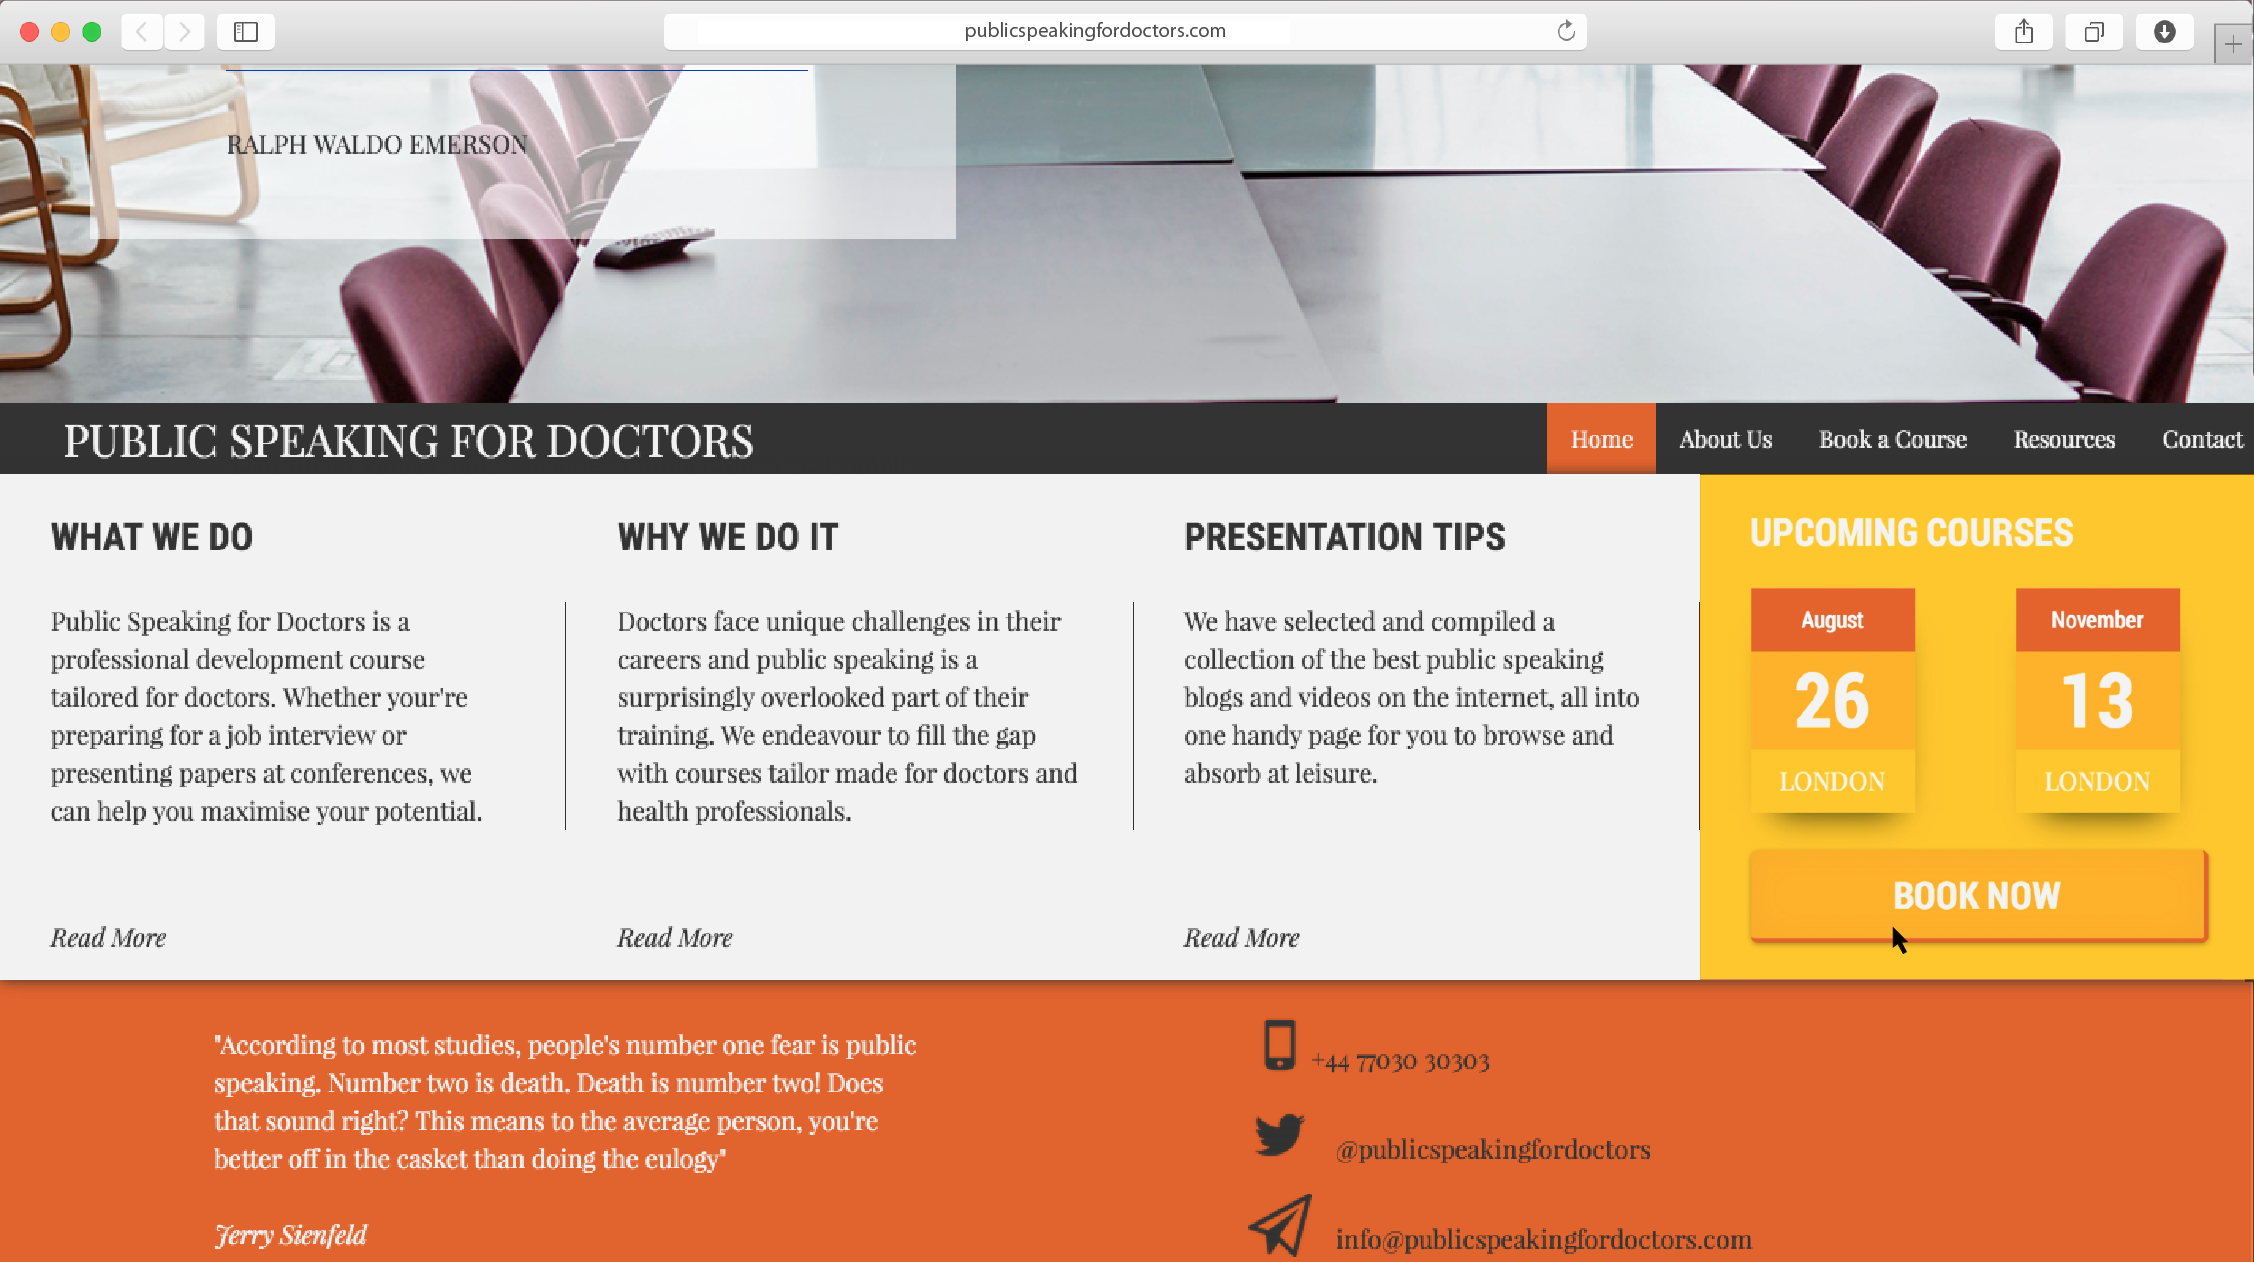 publicspeakingfordoctors.com
RALPH WALDO EMERSON
PUBLIC SPEAKING FOR DOCTORS
Home
About Us
Book a Course
Resources
Contact
WHAT WE DO
Public Speaking for Doctors is a
professional development course
tailored for doctors. Whether your're
preparing for a job interview or
presenting papers at conferences, we
can help you maximise your potential.
Read More
WHY WE DO IT
Doctors face unique challenges in their
careers and public speaking is a
surprisingly overlooked part of their
training. We endeavour to fill the gap
with courses tailor made for doctors and
health professionals.
Read More
PRESENTATION TIPS
We have selected and compiled a
collection of the best public speaking
blogs and videos on the internet, all into
one handy page for you to browse and
absorb at leisure.
Read More
UPCOMING COURSES
August
26
LONDON
November
13
LONDON
BOOK NOW
"According to most studies, people's number one fear is public
speaking. Number two is death. Death is number two! Does
that sound right? This means to the average person, you're
better off in the casket than doing the eulogy"
Jerry Sienfeld
+44 77030 30303
@publicspeakingfordoctors
info@publicspeakingfordoctors.com